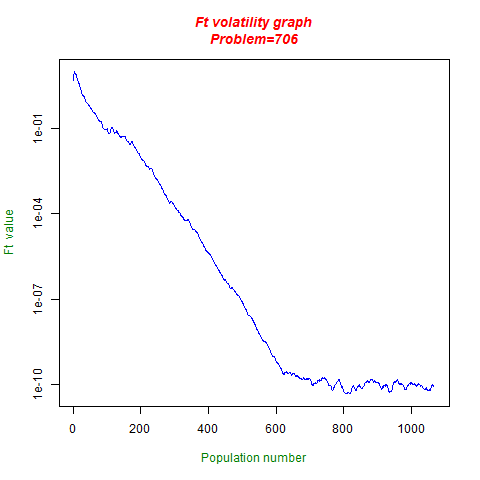 Ft volatility graph
Problem=706
1e-01
1e-04
1e-07
1e-10
Ft value
0 200 400 600 800 1000
Population number